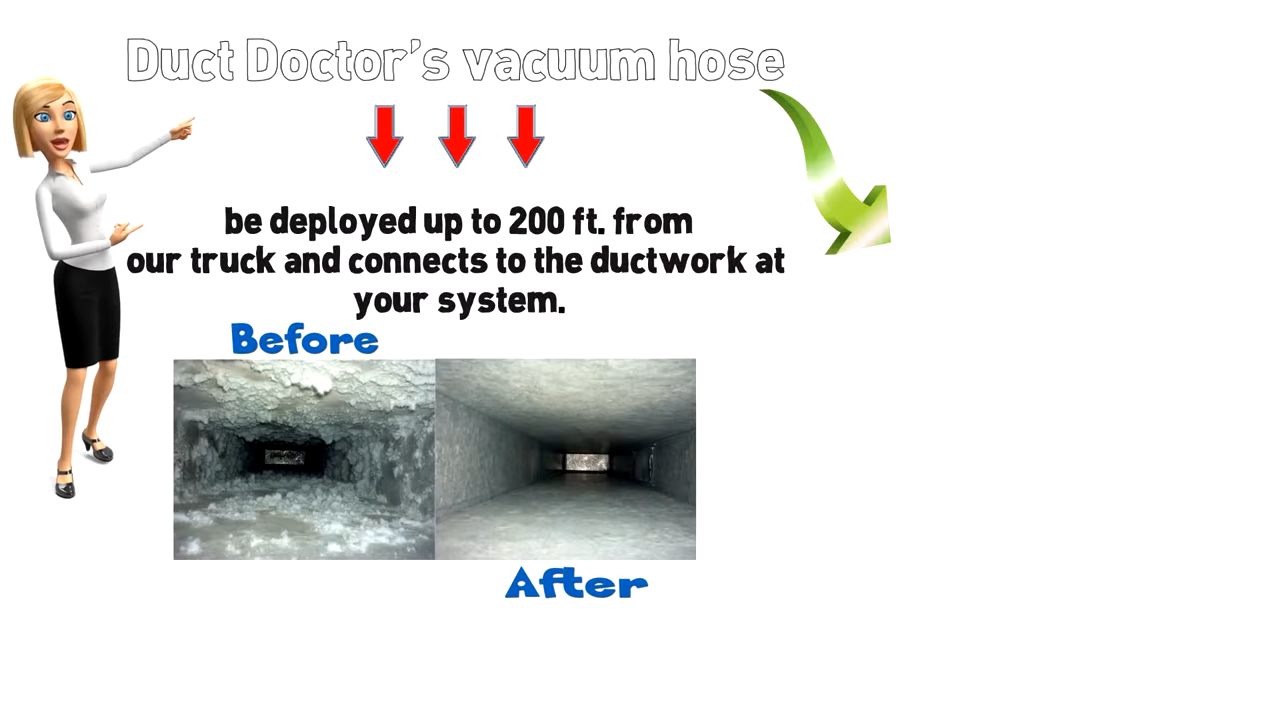 Duct Doctor's vacuum hose
be deployed up to 200 ft. from
our truck and connects to the ductwork at
your system.
Before
After